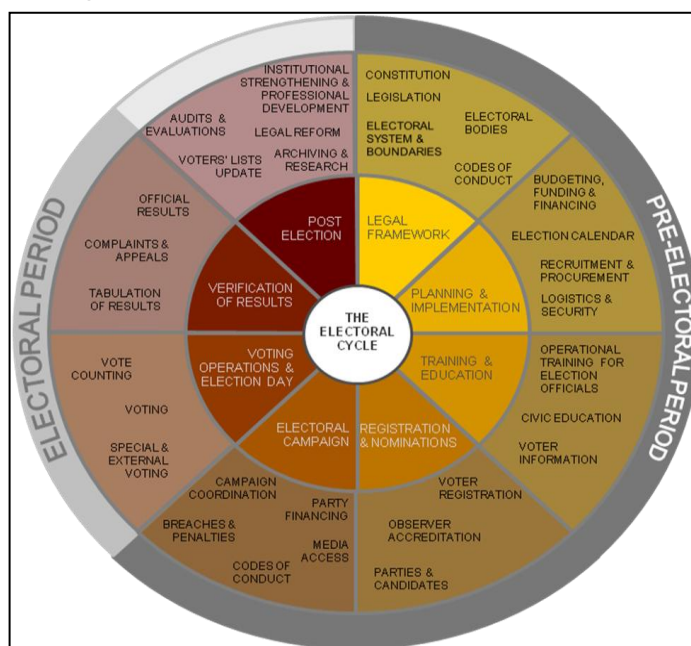 THE
ELECTORAL
CYCLE
LEGAL
FRAMEWORK
PLANNING &
IMPLEMENTATION
TRAINING &
EDUCATION
REGISTRATION
& NOMINATIONS
ELECTORAL
CAMPAIGN
VOTING
OPERATIONS &
ELECTION DAY
VERIFICATION
OF RESULTS
POST
ELECTION
CONSTITUTION
LEGISLATION
ELECTORAL
SYSTEM &
BOUNDARIES
ELECTORAL
BODIES
CODES OF
CONDUCT
BUDGETING,
FUNDING &
FINANCING
ELECTION CALENDAR
RECRUITMENT &
PROCUREMENT
LOGISTICS &
SECURITY
OPERATIONAL
TRAINING FOR
ELECTION
OFFICIALS
CIVIC EDUCATION
VOTER
INFORMATION
VOTER
REGISTRATION
OBSERVER
ACCREDITATION
PARTIES &
CANDIDATES
CAMPAIGN
COORDINATION
PARTY
FINANCING
BREACHES &
PENALTIES
MEDIA
ACCESS
CODES OF
CONDUCT
VOTE
COUNTING
VOTING
SPECIAL &
EXTERNAL
VOTING
OFFICIAL
RESULTS
COMPLAINTS &
APPEALS
TABULATION
OF RESULTS
INSTITUTIONAL
STRENGTHENING &
PROFESSIONAL
DEVELOPMENT
AUDITS &
EVALUATIONS
LEGAL REFORM
VOTERS' LISTS
UPDATE
ARCHIVING &
RESEARCH
PRE-ELECTORAL PERIOD
ELECTORAL PERIOD